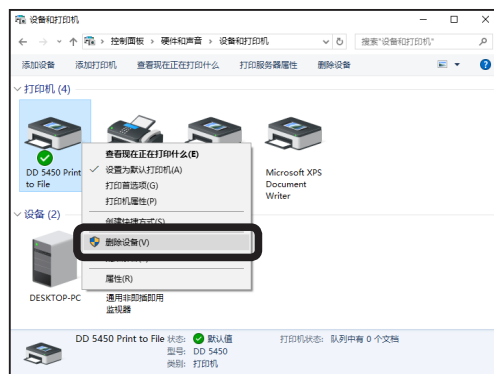 设备和打印机
控制面板 › 硬件和声音 › 设备和打印机
搜索"设备和打印机"
添加设备 添加打印机 查看现在正在打印什么 打印服务器属性 删除设备
打印机 (4)
DD 5450 Print
to File
查看现在正在打印什么(E)
设置为默认打印机(A)
打印首选项(G)
打印机属性(P)
创建快捷方式(S)
删除设备(V)
属性(R)
Microsoft XPS
Document
Writer
设备 (2)
DESKTOP-PC
通用非即插即用
监视器
DD 5450 Print to File 状态: 默认值 打印机状态: 队列中有 0 个文档
型号: DD 5450
类别: 打印机